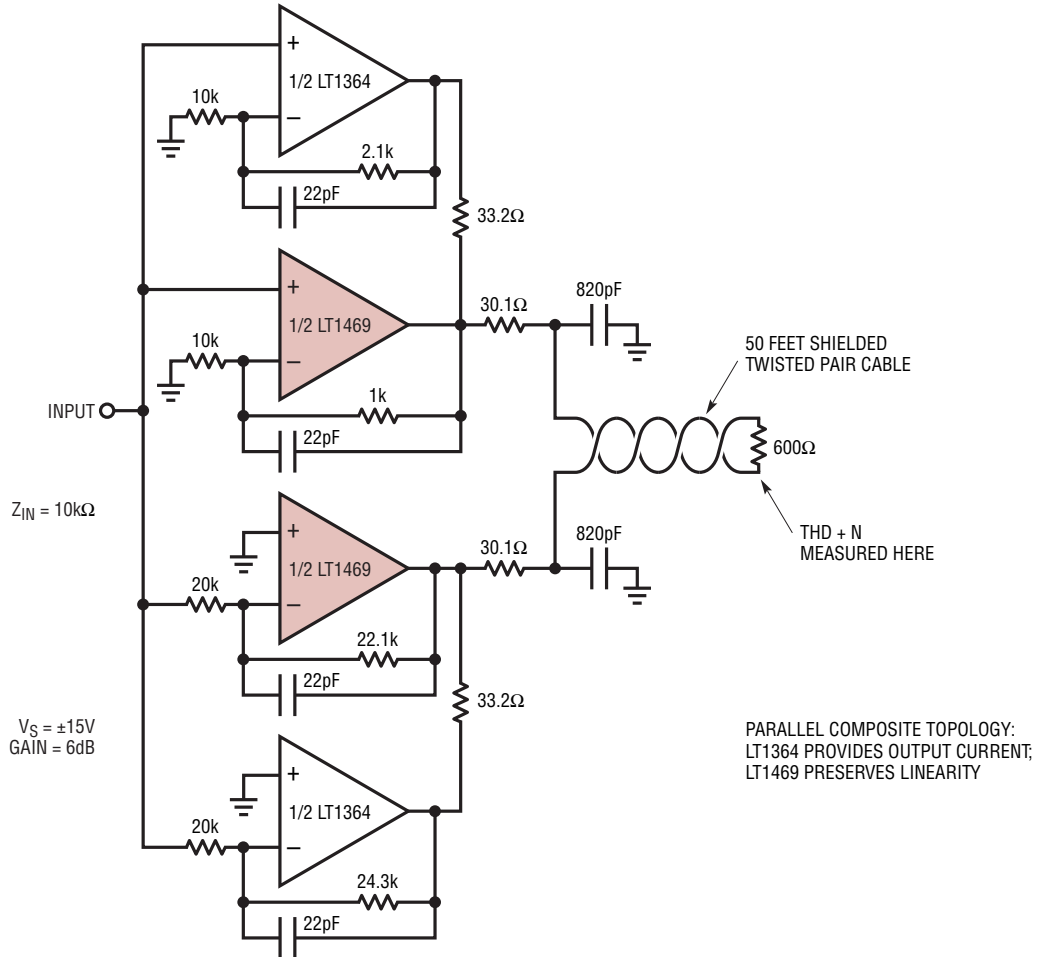 +
1/2 LT1364
10k
−
2.1k
22pF
33.2Ω
+
1/2 LT1469
30.1Ω
820pF
10k
−
50 FEET SHIELDED
TWISTED PAIR CABLE
1k
INPUT
22pF
600Ω
ZIN = 10kΩ
+
1/2 LT1469
30.1Ω
820pF
THD + N
MEASURED HERE
20k
−
22.1k
22pF
33.2Ω
VS = ±15V
GAIN = 6dB
PARALLEL COMPOSITE TOPOLOGY:
LT1364 PROVIDES OUTPUT CURRENT;
LT1469 PRESERVES LINEARITY
+
1/2 LT1364
20k
−
24.3k
22pF